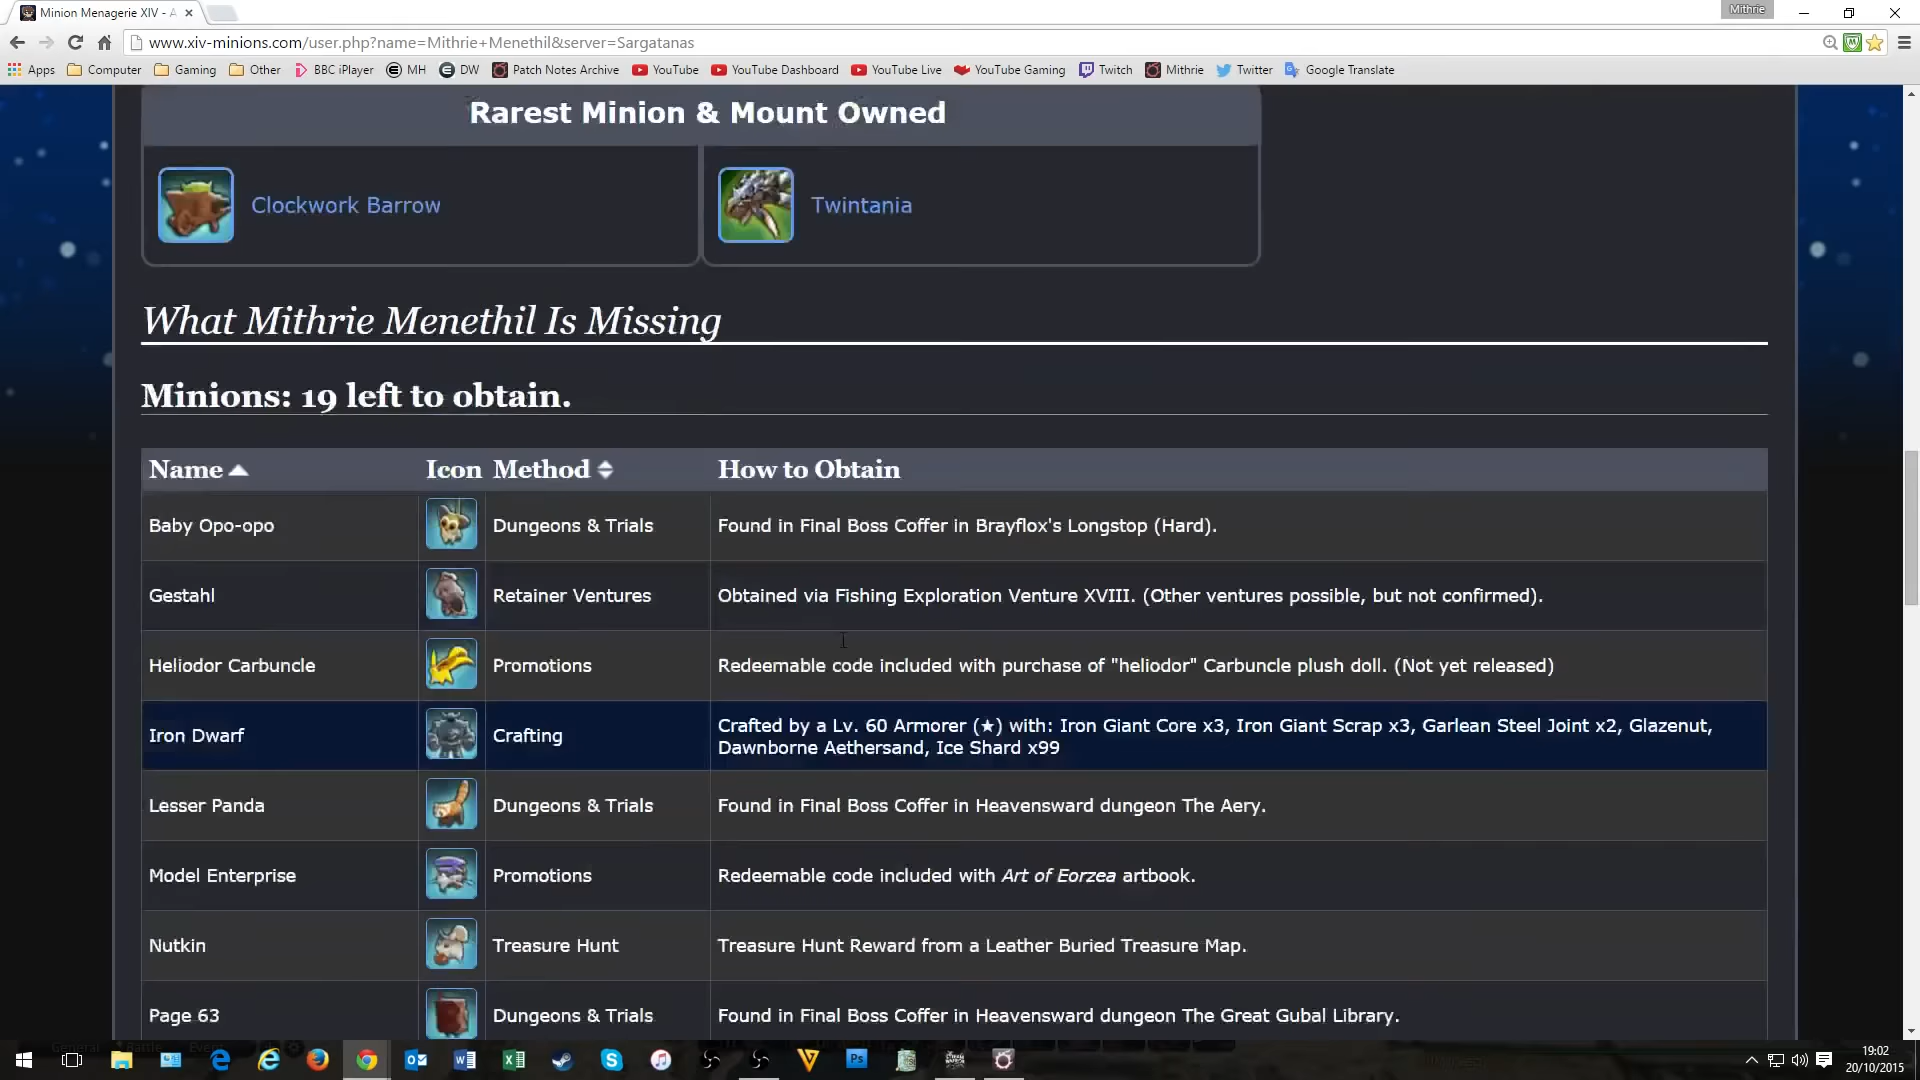 Minion Menagerie XIV - A
Mithrie
www.xiv-minions.com/user.php?name=Mithrie+Menethil&server=Sargatanas
Apps Computer Gaming Other BBC iPlayer MH DW Patch Notes Archive YouTube YouTube Dashboard YouTube Live YouTube Gaming Twitch Mithrie Twitter Google Translate
Rarest Minion & Mount Owned
Clockwork Barrow Twintania
What Mithrie Menethil Is Missing
Minions: 19 left to obtain.
Name Icon Method How to Obtain
Baby Opo-opo Dungeons & Trials Found in Final Boss Coffer in Brayflox's Longstop (Hard).
Gestahl Retainer Ventures Obtained via Fishing Exploration Venture XVIII. (Other ventures possible, but not confirmed).
Heliodor Carbuncle Promotions Redeemable code included with purchase of "heliodor" Carbuncle plush doll. (Not yet released)
Iron Dwarf Crafting Crafted by a Lv. 60 Armorer (★) with: Iron Giant Core x3, Iron Giant Scrap x3, Garlean Steel Joint x2, Glazenut,
Dawnborne Aethersand, Ice Shard x99
Lesser Panda Dungeons & Trials Found in Final Boss Coffer in Heavensward dungeon The Aery.
Model Enterprise Promotions Redeemable code included with Art of Eorzea artbook.
Nutkin Treasure Hunt Treasure Hunt Reward from a Leather Buried Treasure Map.
Page 63 Dungeons & Trials Found in Final Boss Coffer in Heavensward dungeon The Great Gubal Library.
General Battle Event
19:02
20/10/2015